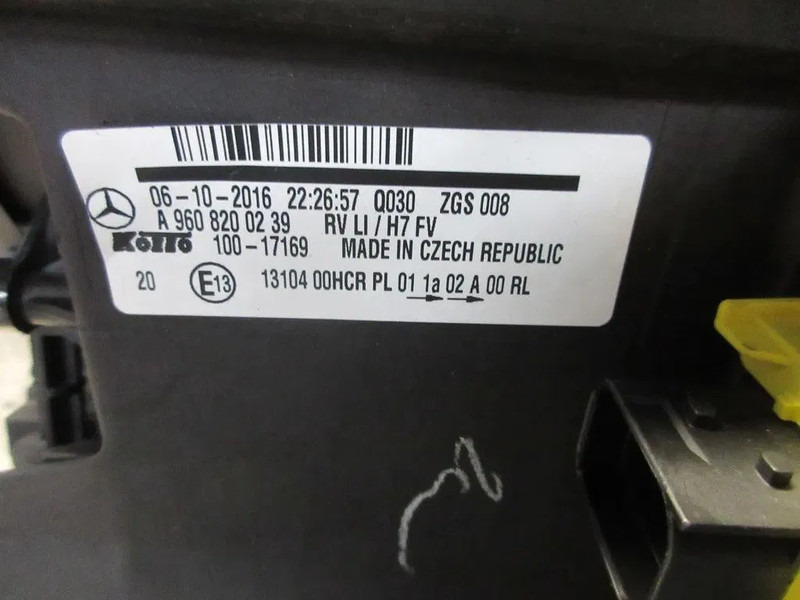 06-10-2016 22:26:57 Q030 ZGS 008
A 960 820 02 39 RV LI / H7 FV
KOITO 100-17169 MADE IN CZECH REPUBLIC
20 E13 13104 00HCR PL 01 1a 02 A 00 RL